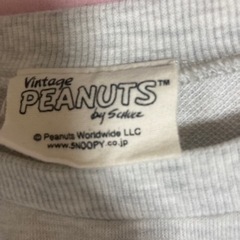 Vintage
PEANUTS™
by SCHULZ
© Peanuts Worldwide LLC
www.SNOOPY.co.jp